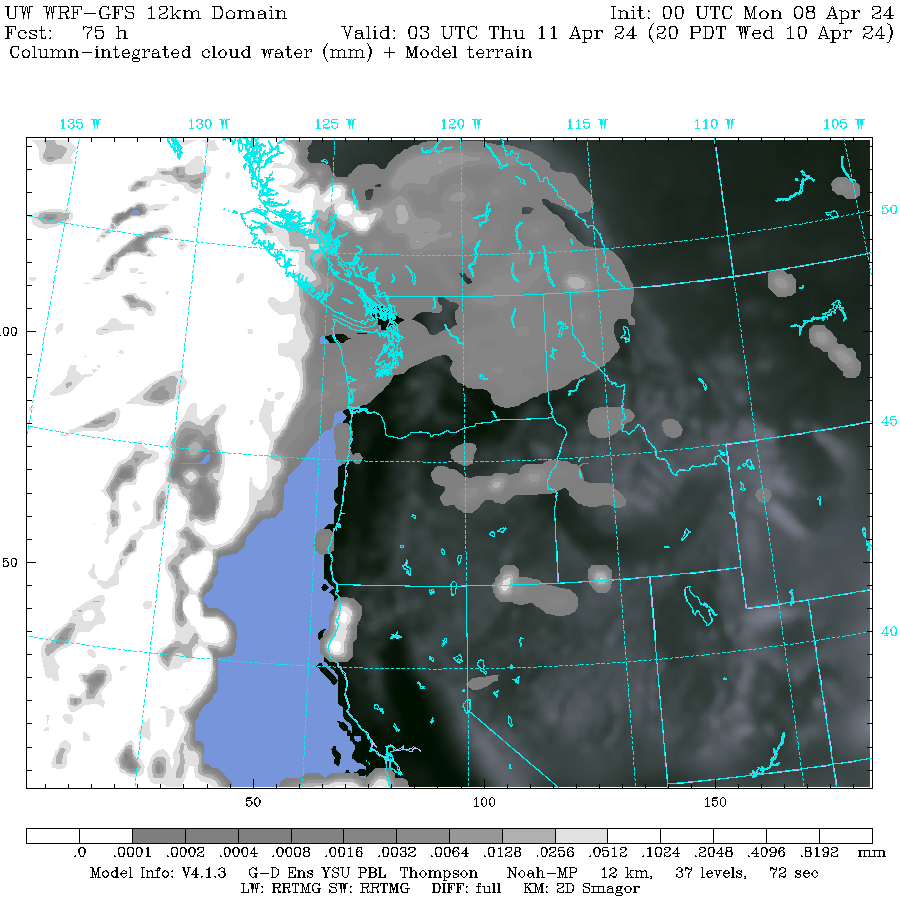 UW WRF-GFS 12km Domain Init: 00 UTC Mon 08 Apr 24
Fcst: 75 h Valid: 03 UTC Thu 11 Apr 24 (20 PDT Wed 10 Apr 24)
Column-integrated cloud water (mm) + Model terrain
135 W 130 W 125 W 120 W 115 W 110 W 105 W
50
00
45
50
40
50 100 150
.0 .0001 .0002 .0004 .0008 .0016 .0032 .0064 .0128 .0256 .0512 .1024 .2048 .4096 .8192 mm
Model Info: V4.1.3 G-D Ens YSU PBL Thompson Noah-MP 12 km, 37 levels, 72 sec
LW: RRTMG SW: RRTMG DIFF: full KM: 2D Smagor